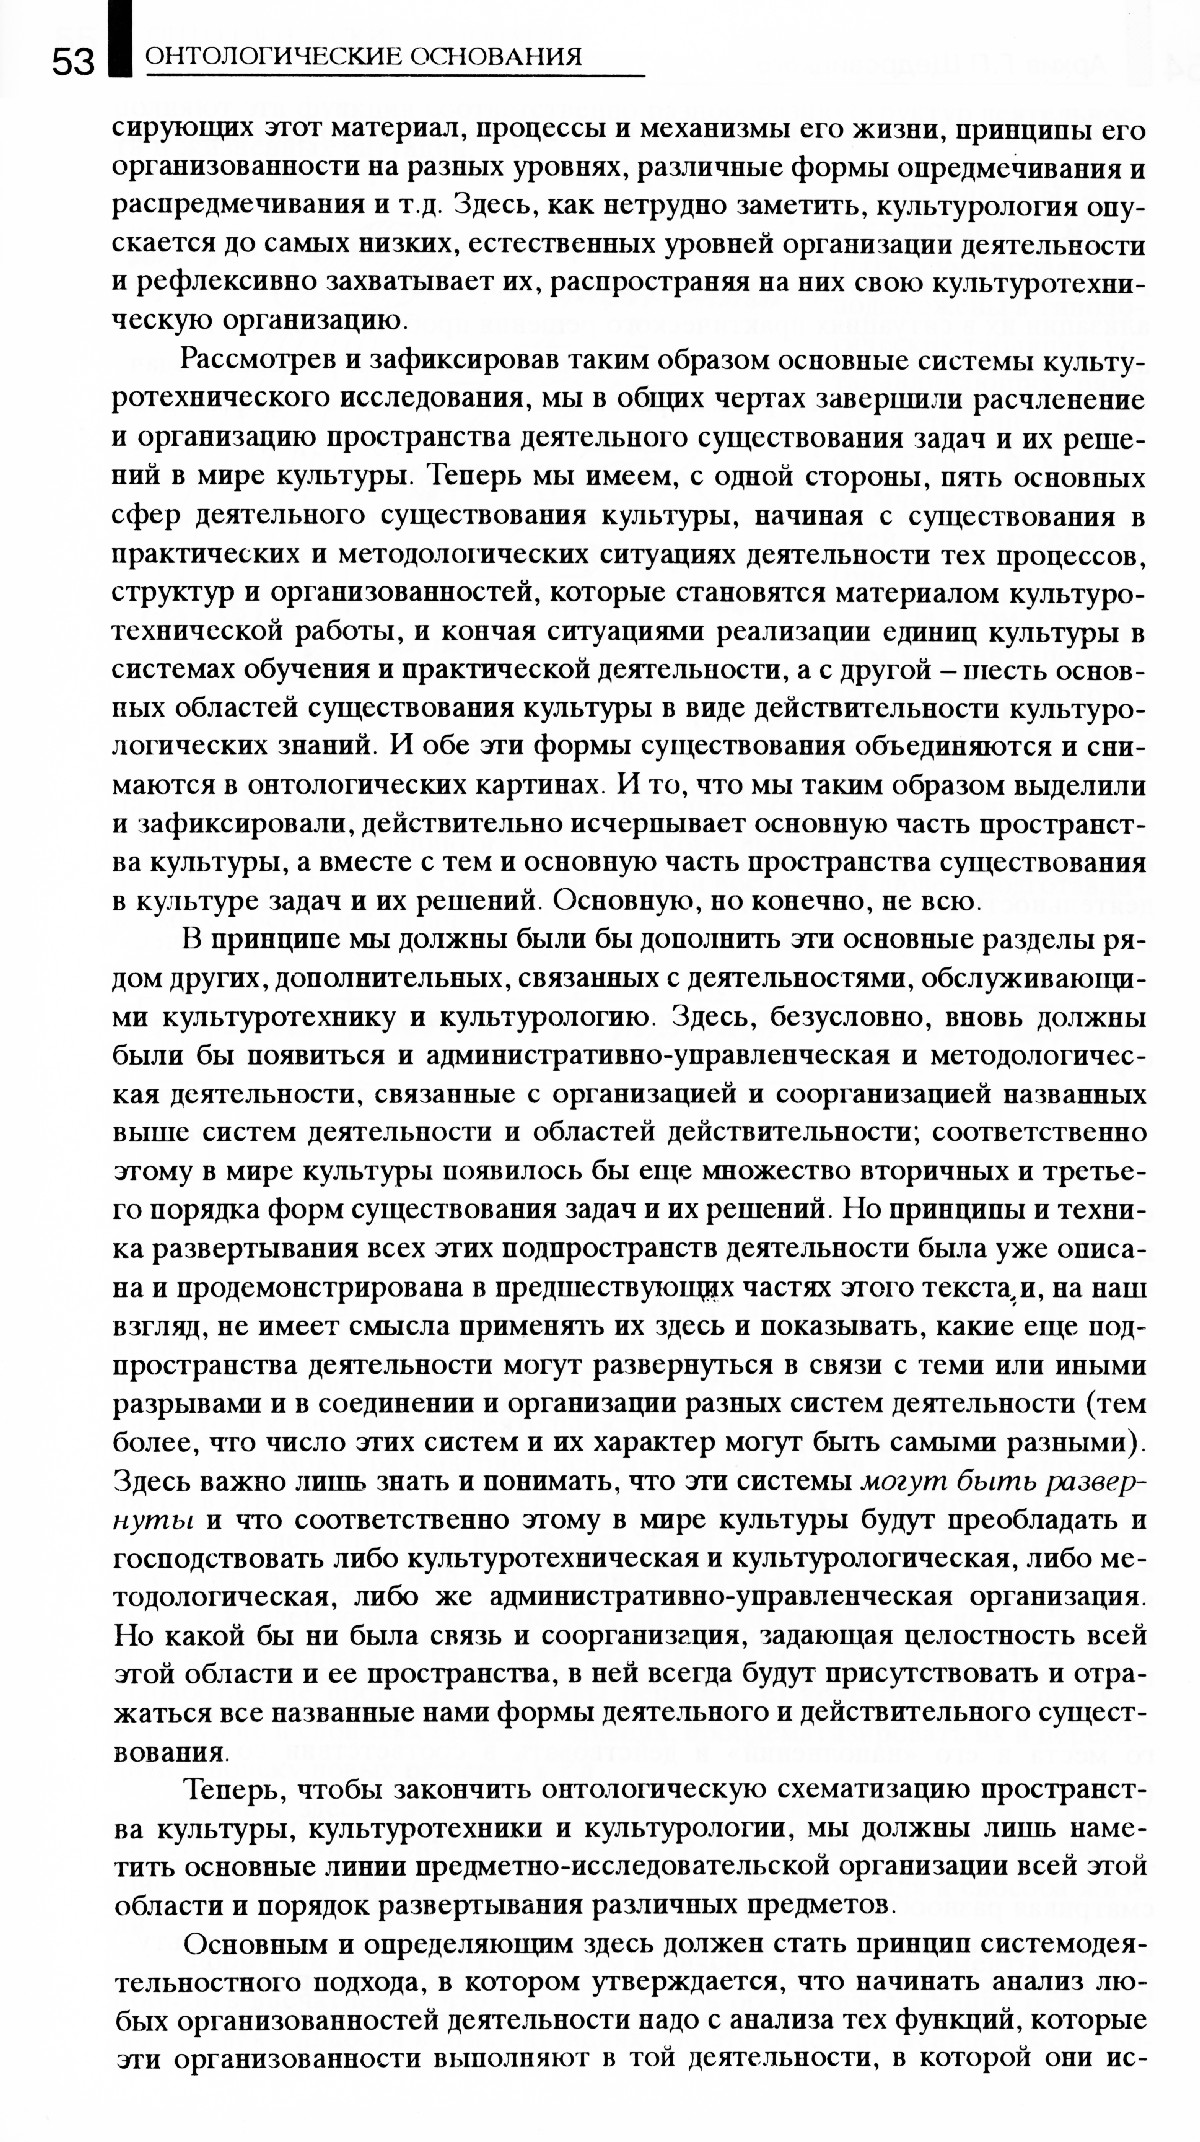 53
ОНТОЛОГИЧЕСКИЕ ОСНОВАНИЯ
сирующих этот материал, процессы и механизмы его жизни, принципы его
организованности на разных уровнях, различные формы опредмечивания и
распредмечивания и т.д. Здесь, как нетрудно заметить, культурология опу-
скается до самых низких, естественных уровней организации деятельности
и рефлексивно захватывает их, распространяя на них свою культуротехни-
ческую организацию.
Рассмотрев и зафиксировав таким образом основные системы культу-
ротехнического исследования, мы в общих чертах завершили расчленение
и организацию пространства деятельного существования задач и их реше-
ний в мире культуры. Теперь мы имеем, с одной стороны, пять основных
сфер деятельного существования культуры, начиная с существования в
практических и методологических ситуациях деятельности тех процессов,
структур и организованностей, которые становятся материалом культуро-
технической работы, и кончая ситуациями реализации единиц культуры в
системах обучения и практической деятельности, а с другой – шесть основ-
ных областей существования культуры в виде действительности культуро-
логических знаний. И обе эти формы существования объединяются и сни-
маются в онтологических картинах. И то, что мы таким образом выделили
и зафиксировали, действительно исчерпывает основную часть пространст-
ва культуры, а вместе с тем и основную часть пространства существования
в культуре задач и их решений. Основную, но конечно, не всю.
В принципе мы должны были бы дополнить эти основные разделы ря-
дом других, дополнительных, связанных с деятельностями, обслуживающи-
ми культуротехнику и культурологию. Здесь, безусловно, вновь должны
были бы появиться и административно-управленческая и методологичес-
кая деятельности, связанные с организацией и соорганизацией названных
выше систем деятельности и областей действительности; соответственно
этому в мире культуры появилось бы еще множество вторичных и третье-
го порядка форм существования задач и их решений. Но принципы и техни-
ка развертывания всех этих подпространств деятельности была уже описа-
на и продемонстрирована в предшествующих частях этого текста, и, на наш
взгляд, не имеет смысла применять их здесь и показывать, какие еще под-
пространства деятельности могут развернуться в связи с теми или иными
разрывами и в соединении и организации разных систем деятельности (тем
более, что число этих систем и их характер могут быть самыми разными).
Здесь важно лишь знать и понимать, что эти системы могут быть развер-
нуты и что соответственно этому в мире культуры будут преобладать и
господствовать либо культуротехническая и культурологическая, либо ме-
тодологическая, либо же административно-управленческая организация.
Но какой бы ни была связь и соорганизация, задающая целостность всей
этой области и ее пространства, в ней всегда будут присутствовать и отра-
жаться все названные нами формы деятельного и действительного сущест-
вования.
Теперь, чтобы закончить онтологическую схематизацию пространст-
ва культуры, культуротехники и культурологии, мы должны лишь наме-
тить основные линии предметно-исследовательской организации всей этой
области и порядок развертывания различных предметов.
Основным и определяющим здесь должен стать принцип системодея-
тельностного подхода, в котором утверждается, что начинать анализ лю-
бых организованностей деятельности надо с анализа тех функций, которые
эти организованности выполняют в той деятельности, в которой они ис-